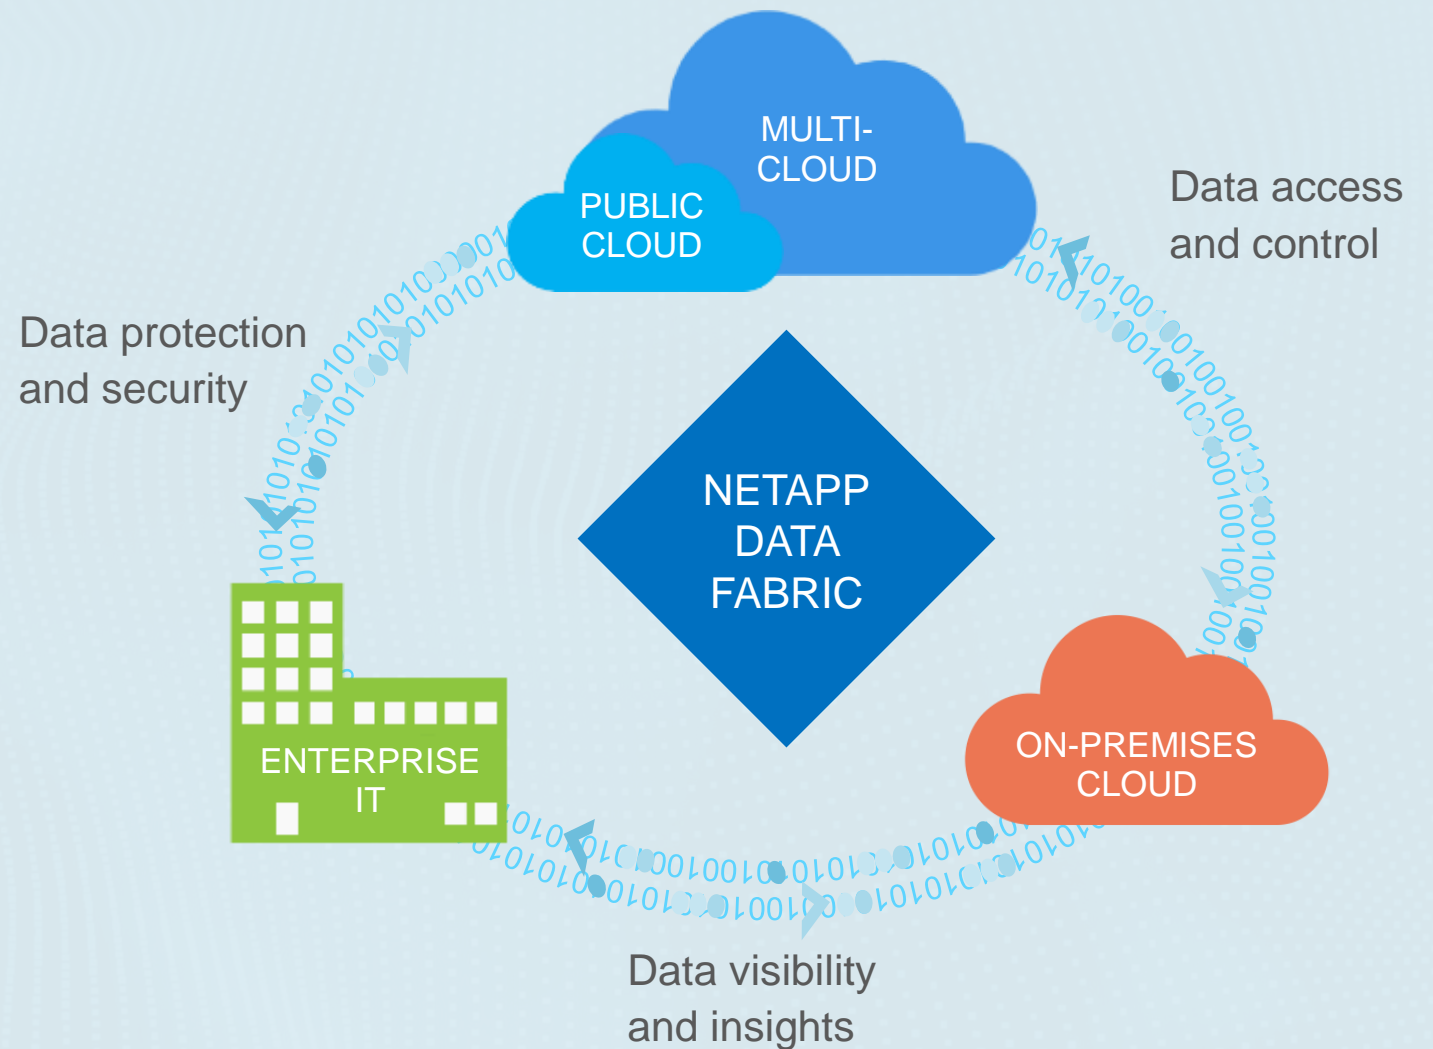 MULTI-
CLOUD
PUBLIC
CLOUD
Data access
and control
Data protection
and security
NETAPP
DATA
FABRIC
ENTERPRISE
IT
ON-PREMISES
CLOUD
Data visibility
and insights